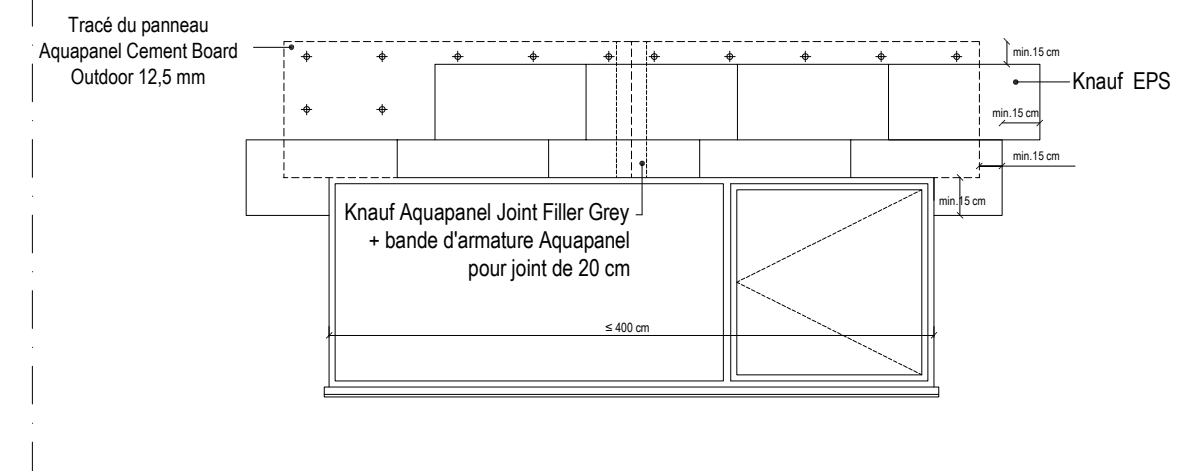 Tracé du panneau
Aquapanel Cement Board
Outdoor 12,5 mm
min.15 cm
Knauf EPS
min.15 cm
min.15 cm
min.15 cm
Knauf Aquapanel Joint Filler Grey
+ bande d'armature Aquapanel
pour joint de 20 cm
≤ 400 cm